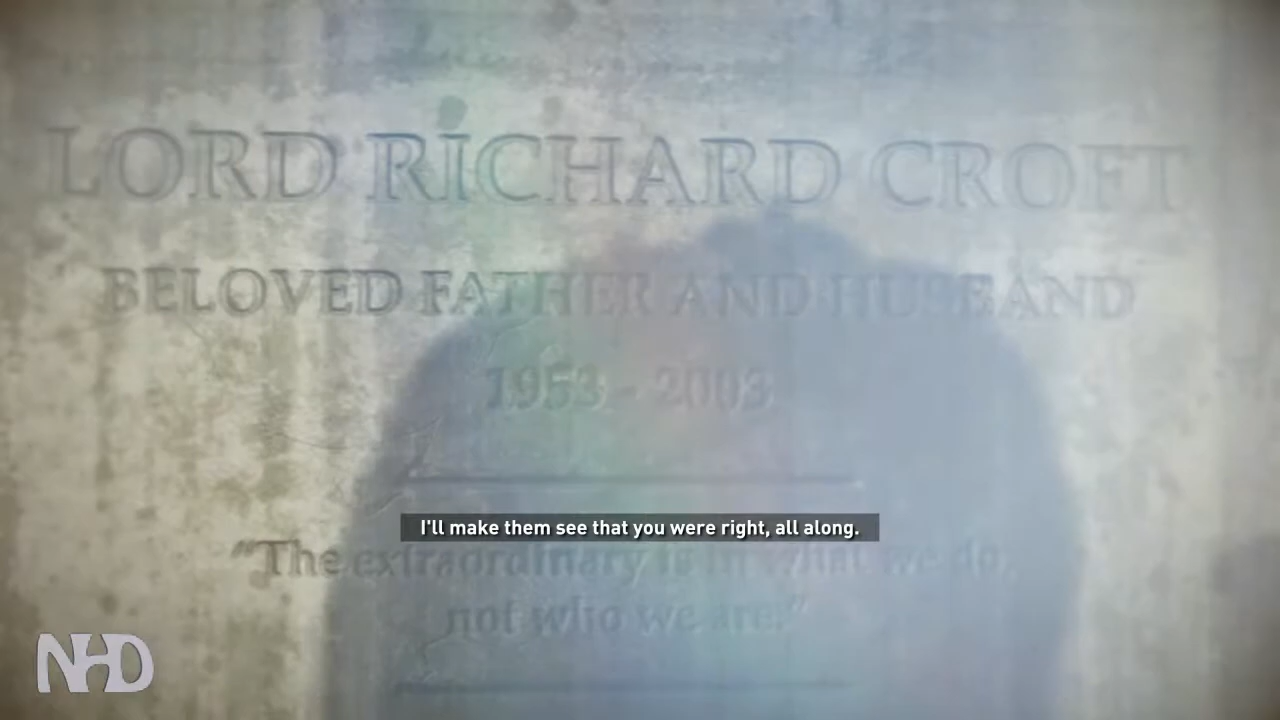 LORD RICHARD CROFT
BELOVED FATHER AND HUSBAND
1953 - 2003
I'll make them see that you were right, all along.
"The extraordinary is in what we do,
not who we are."
NHD